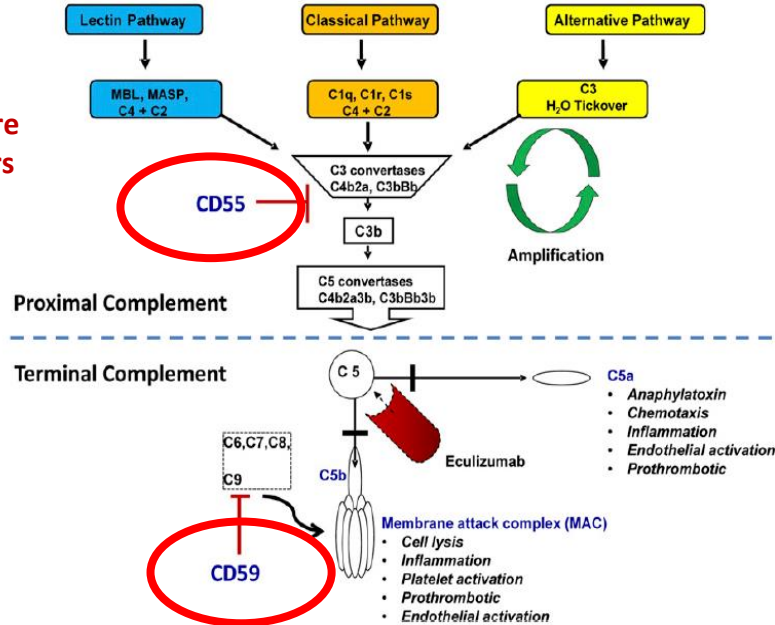 Lectin Pathway
Classical Pathway
Alternative Pathway
MBL, MASP,
C4 + C2
C1q, C1r, C1s
C4 + C2
C3
H₂O Tickover
re
rs
C3 convertases
C4b2a, C3bBb
CD55
C3b
Amplification
C5 convertases
C4b2a3b, C3bBb3b
Proximal Complement
Terminal Complement
C 5
C5a
• Anaphylatoxin
• Chemotaxis
• Inflammation
• Endothelial activation
• Prothrombotic
Eculizumab
C6,C7,C8,
C9
C5b
Membrane attack complex (MAC)
• Cell lysis
• Inflammation
• Platelet activation
• Prothrombotic
• Endothelial activation
CD59